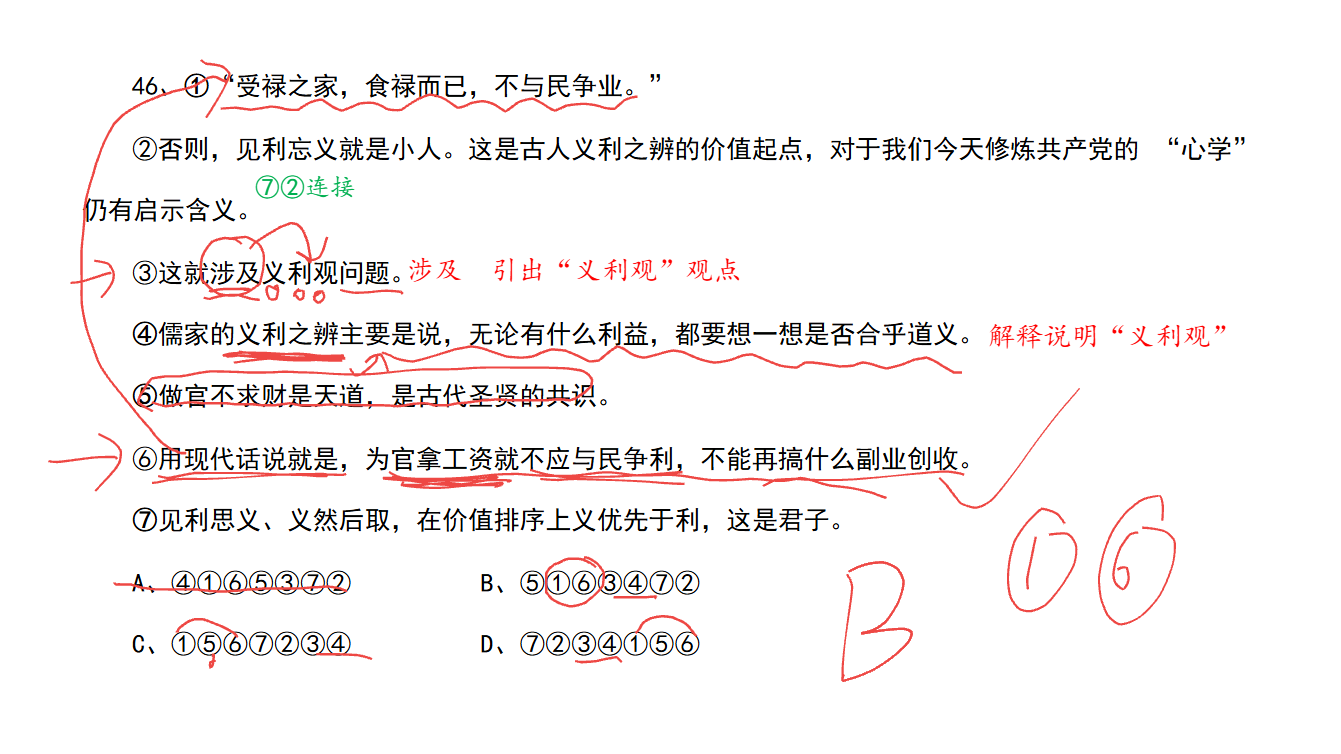 46、①“受禄之家，食禄而已，不与民争业。”
②否则，见利忘义就是小人。这是古人义利之辨的价值起点，对于我们今天修炼共产党的 “心学”
⑦②连接
仍有启示含义。
③这就涉及义利观问题。涉及 引出“义利观”观点
④儒家的义利之辨主要是说，无论有什么利益，都要想一想是否合乎道义。 解释说明“义利观”
⑤做官不求财是天道，是古代圣贤的共识。
⑥用现代话说就是，为官拿工资就不应与民争利，不能再搞什么副业创收。
⑦见利思义、义然后取，在价值排序上义优先于利，这是君子。
① ⑥
A、④①⑥⑤③⑦② B、⑤①⑥③④⑦②
B
C、①⑤⑥⑦②③④ D、⑦②③④①⑤⑥